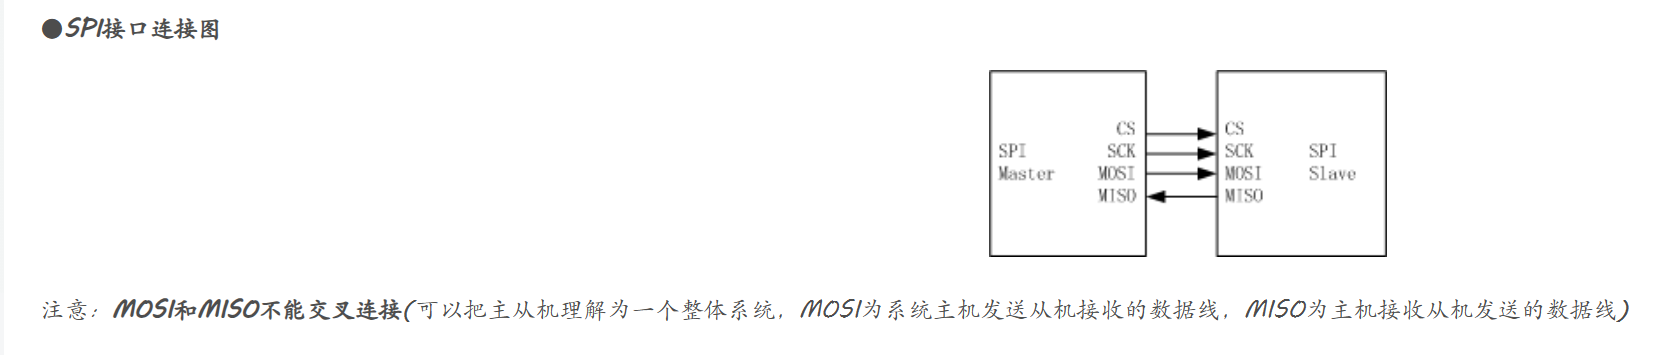 ●SPI接口连接图
CS CS
SPI SCK SCK SPI
Master MOSI MOSI Slave
MISO MISO
注意：MOSI和MISO不能交叉连接(可以把主从机理解为一个整体系统，MOSI为系统主机发送从机接收的数据线，MISO为主机接收从机发送的数据线)